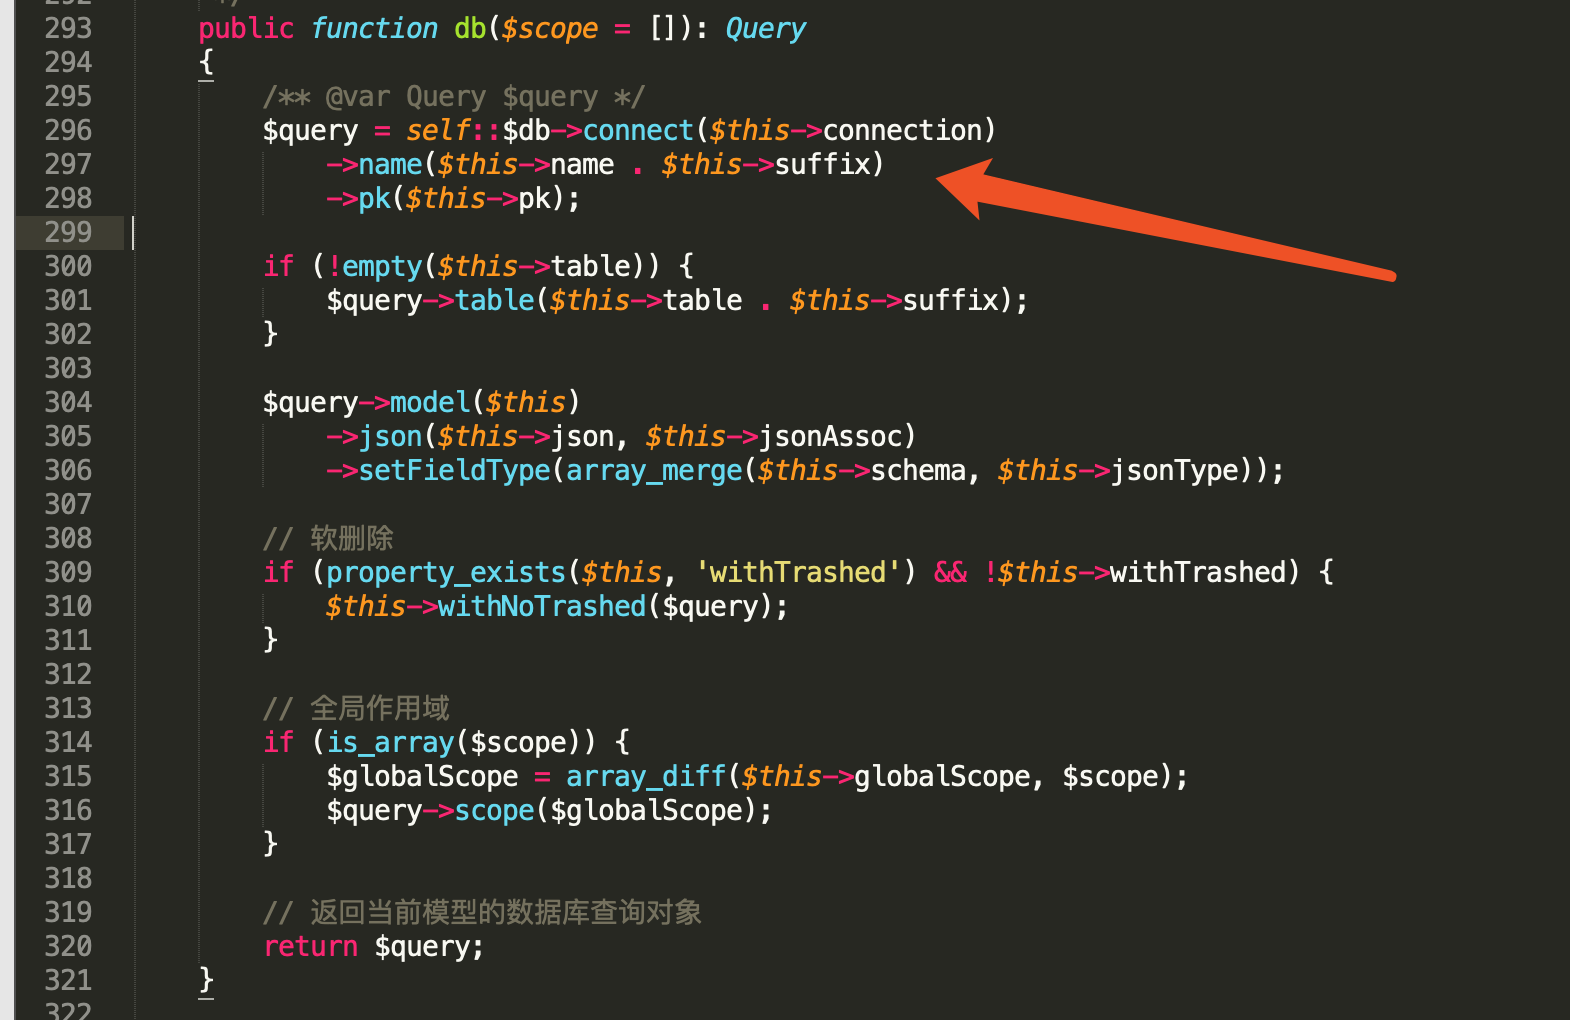 293 public function db($scope = []): Query
294 {
295 /** @var Query $query */
296 $query = self::$db->connect($this->connection)
297 ->name($this->name . $this->suffix)
298 ->pk($this->pk);
299
300 if (!empty($this->table)) {
301 $query->table($this->table . $this->suffix);
302 }
303
304 $query->model($this)
305 ->json($this->json, $this->jsonAssoc)
306 ->setFieldType(array_merge($this->schema, $this->jsonType));
307
308 // 软删除
309 if (property_exists($this, 'withTrashed') && !$this->withTrashed) {
310 $this->withNoTrashed($query);
311 }
312
313 // 全局作用域
314 if (is_array($scope)) {
315 $globalScope = array_diff($this->globalScope, $scope);
316 $query->scope($globalScope);
317 }
318
319 // 返回当前模型的数据库查询对象
320 return $query;
321 }
322